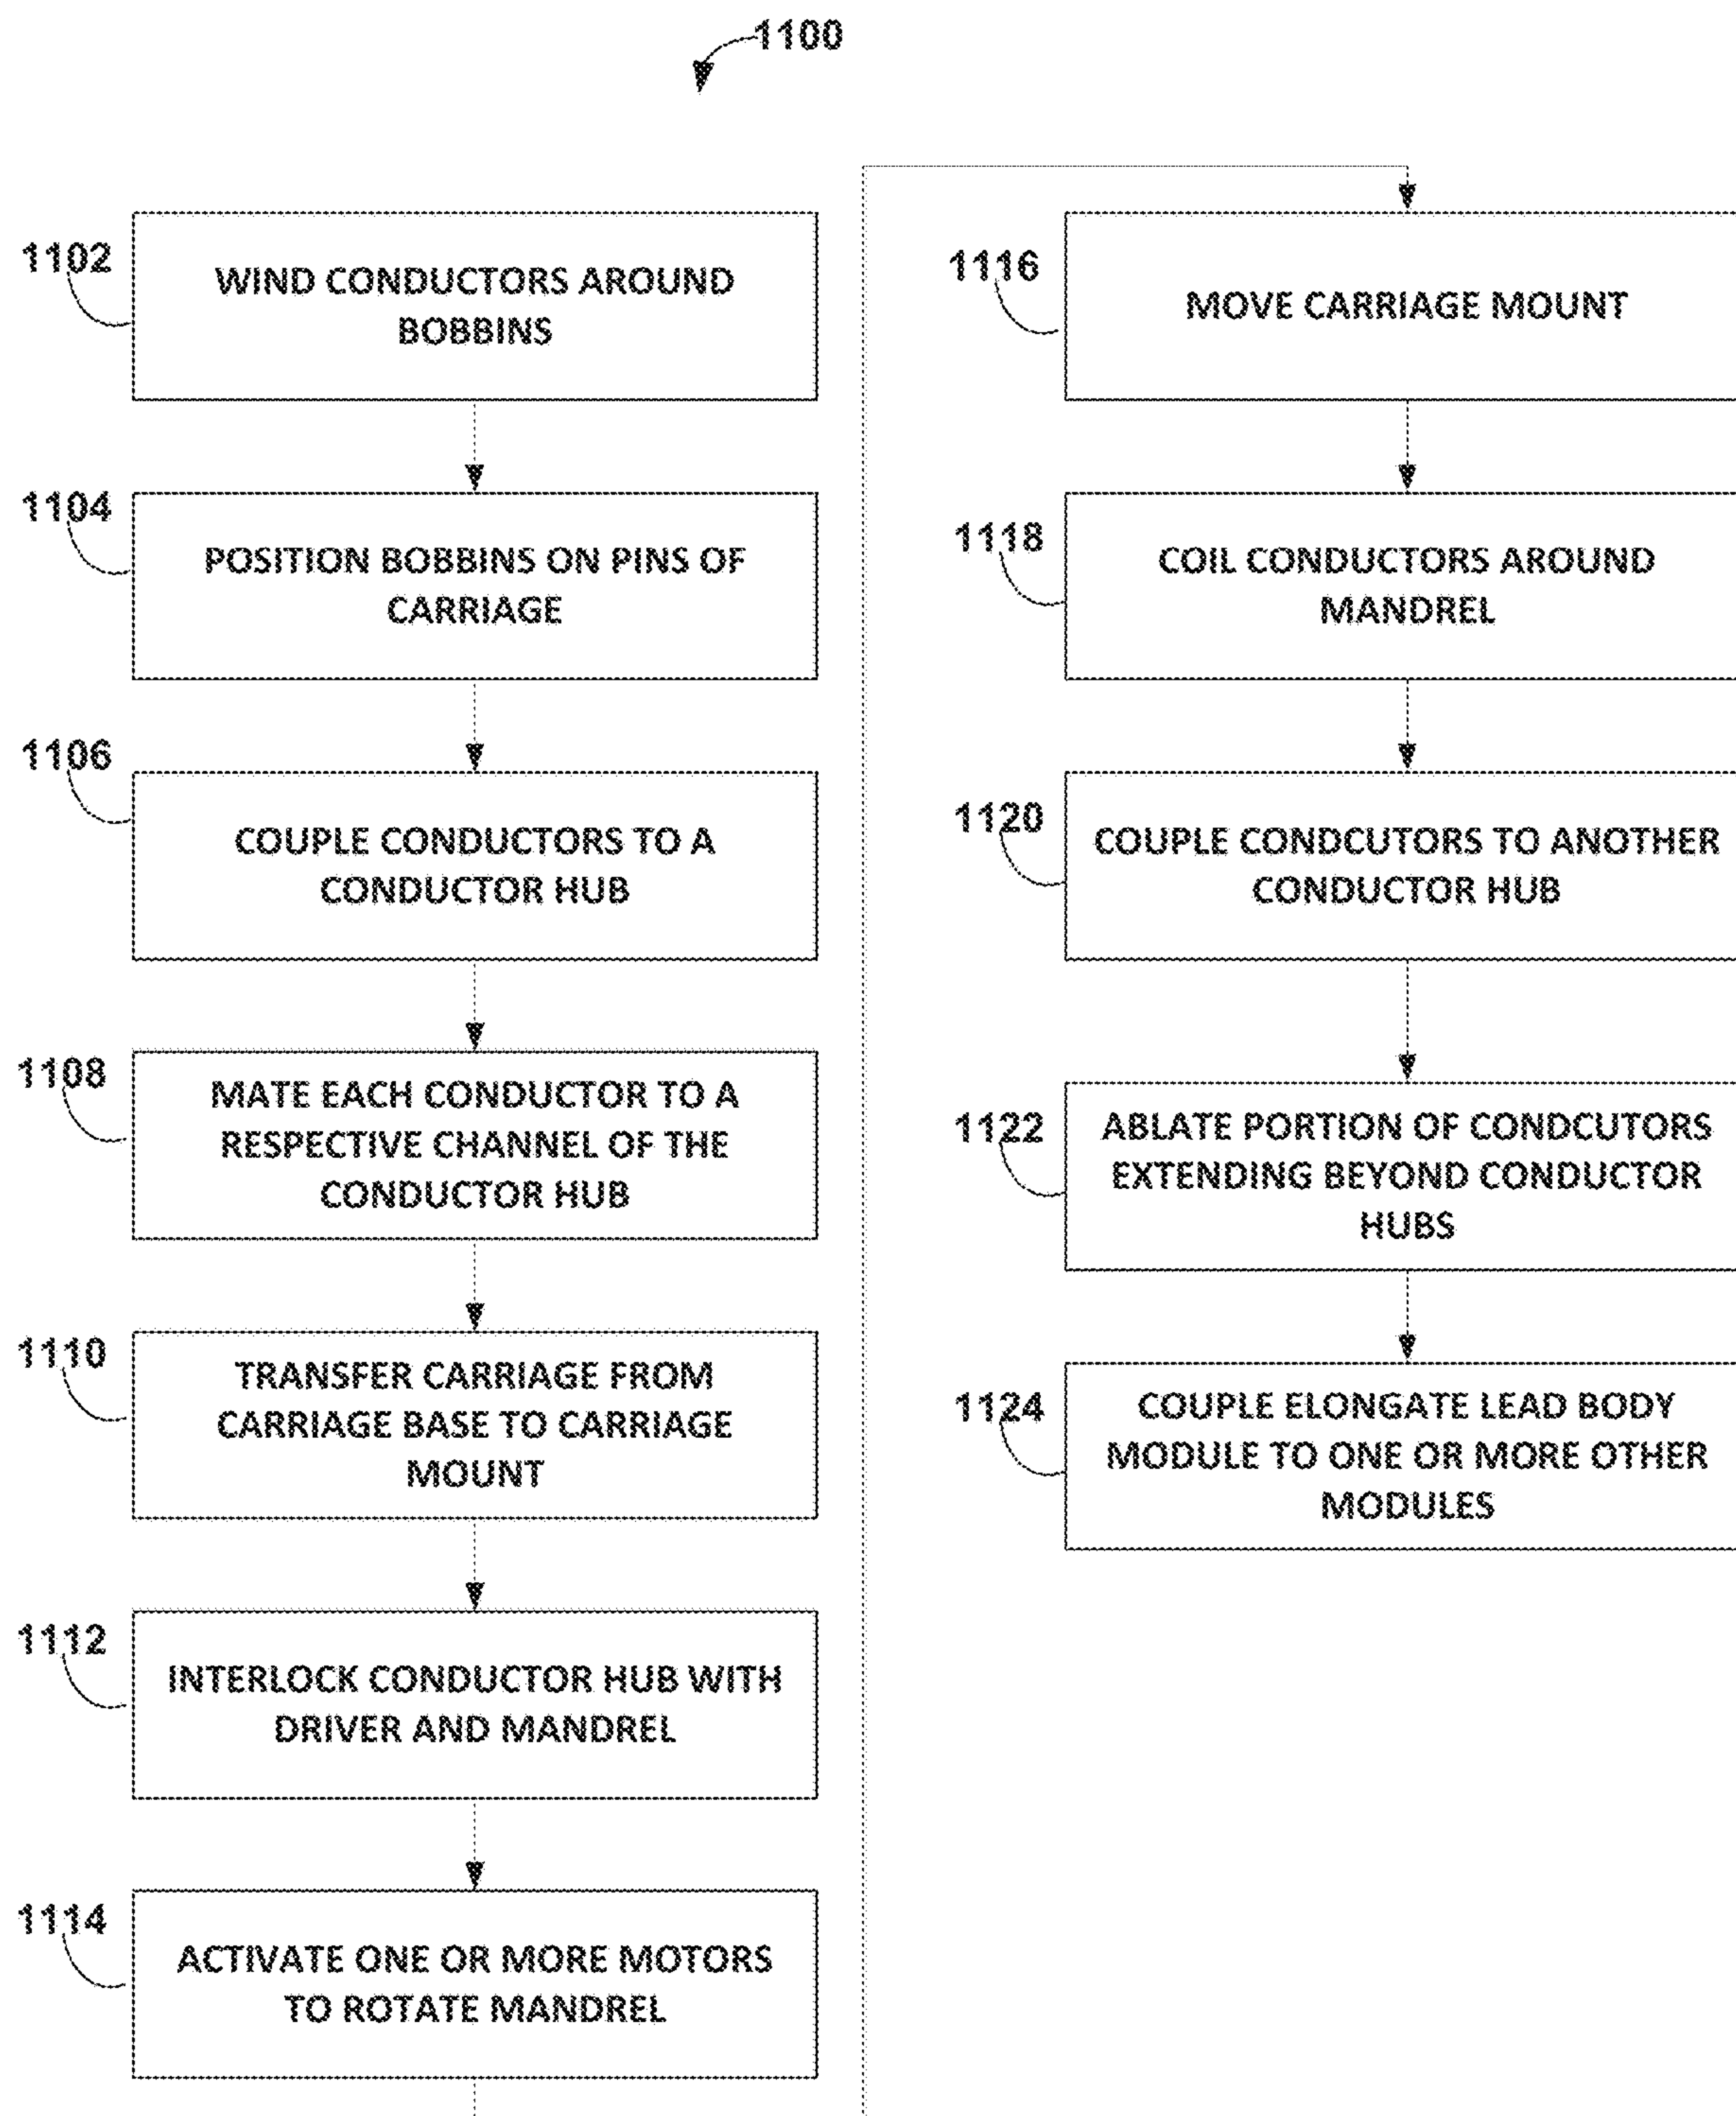 1100
1102
WIND CONDUCTORS AROUND
BOBBINS
1104
POSITION BOBBINS ON PINS OF
CARRIAGE
1106
COUPLE CONDUCTORS TO A
CONDUCTOR HUB
1108
MATE EACH CONDUCTOR TO A
RESPECTIVE CHANNEL OF THE
CONDUCTOR HUB
1110
TRANSFER CARRIAGE FROM
CARRIAGE BASE TO CARRIAGE
MOUNT
1112
INTERLOCK CONDUCTOR HUB WITH
DRIVER AND MANDREL
1114
ACTIVATE ONE OR MORE MOTORS
TO ROTATE MANDREL
1116
MOVE CARRIAGE MOUNT
1118
COIL CONDUCTORS AROUND
MANDREL
1120
COUPLE CONDCUTORS TO ANOTHER
CONDUCTOR HUB
1122
ABLATE PORTION OF CONDCUTORS
EXTENDING BEYOND CONDUCTOR
HUBS
1124
COUPLE ELONGATE LEAD BODY
MODULE TO ONE OR MORE OTHER
MODULES